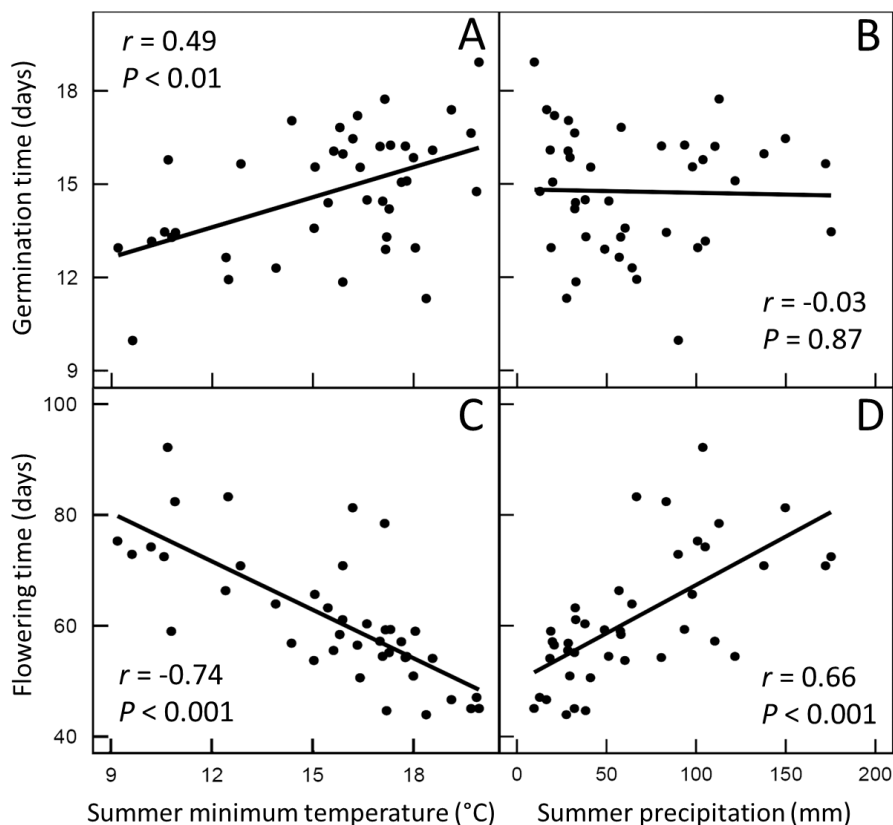 A
r = 0.49
P < 0.01
B
r = -0.03
P = 0.87
Germination time (days)
18
15
12
9
C
r = -0.74
P < 0.001
D
r = 0.66
P < 0.001
Flowering time (days)
100
80
60
40
9 12 15 18
0 50 100 150 200
Summer minimum temperature (°C)
Summer precipitation (mm)